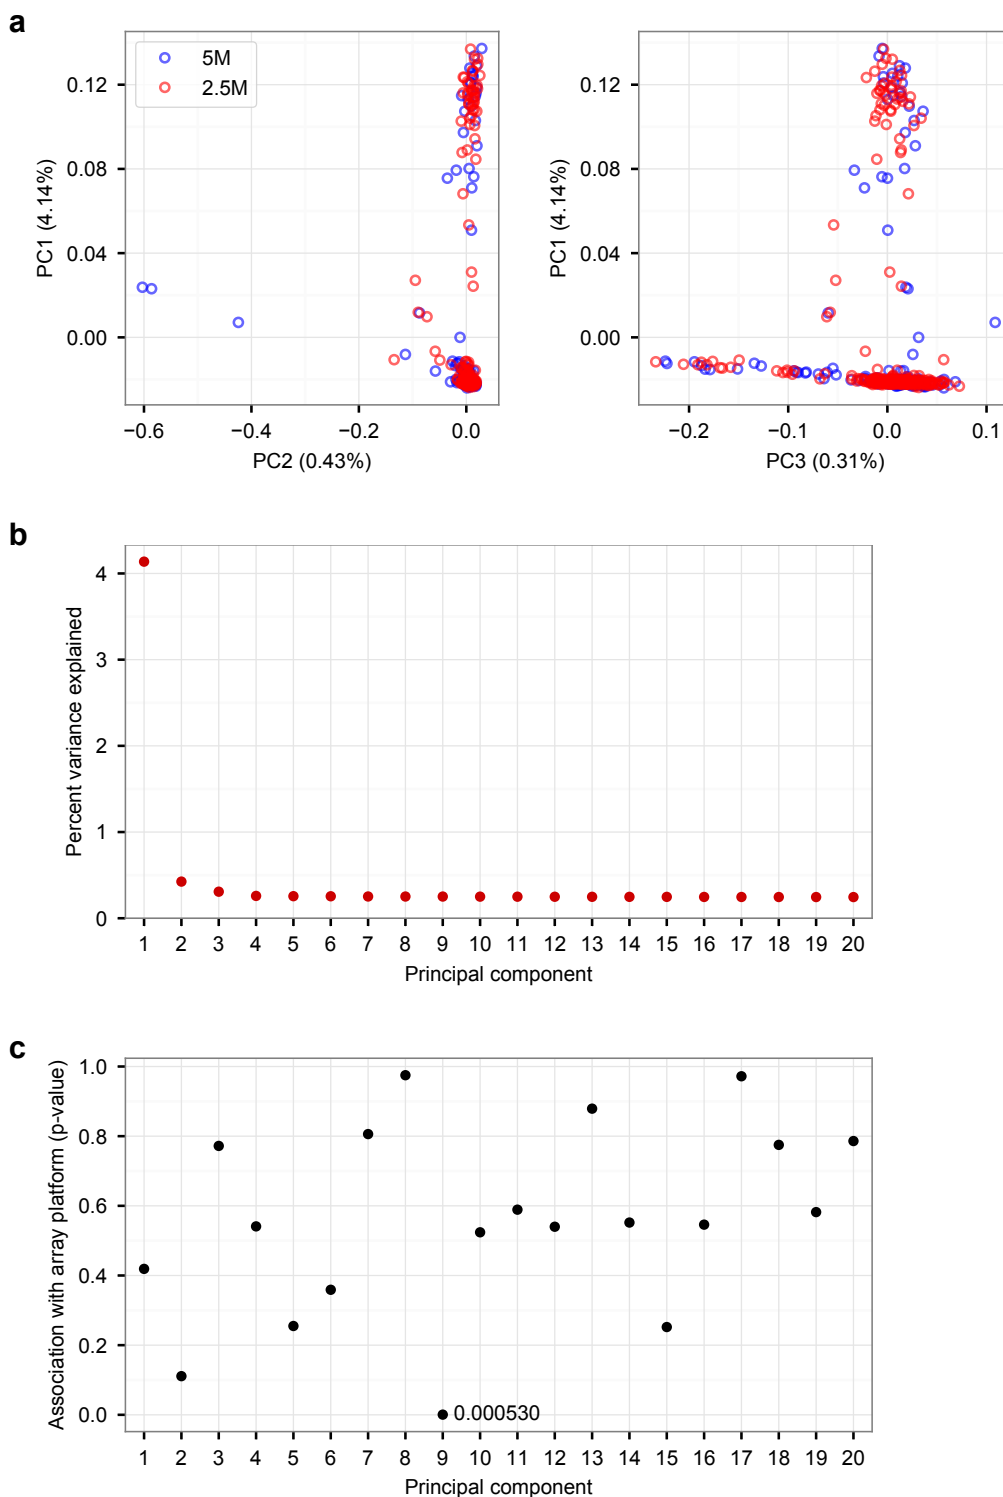 a
5M
2.5M
0.12
0.08
0.04
0.00
PC1 (4.14%)
−0.6
−0.4
−0.2
0.0
PC2 (0.43%)
0.12
0.08
0.04
0.00
PC1 (4.14%)
−0.2
−0.1
0.0
0.1
PC3 (0.31%)
b
4
3
2
1
0
Percent variance explained
1 2 3 4 5 6 7 8 9 10 11 12 13 14 15 16 17 18 19 20
Principal component
c
1.0
0.8
0.6
0.4
0.2
0.0
Association with array platform (p-value)
0.000530
1 2 3 4 5 6 7 8 9 10 11 12 13 14 15 16 17 18 19 20
Principal component